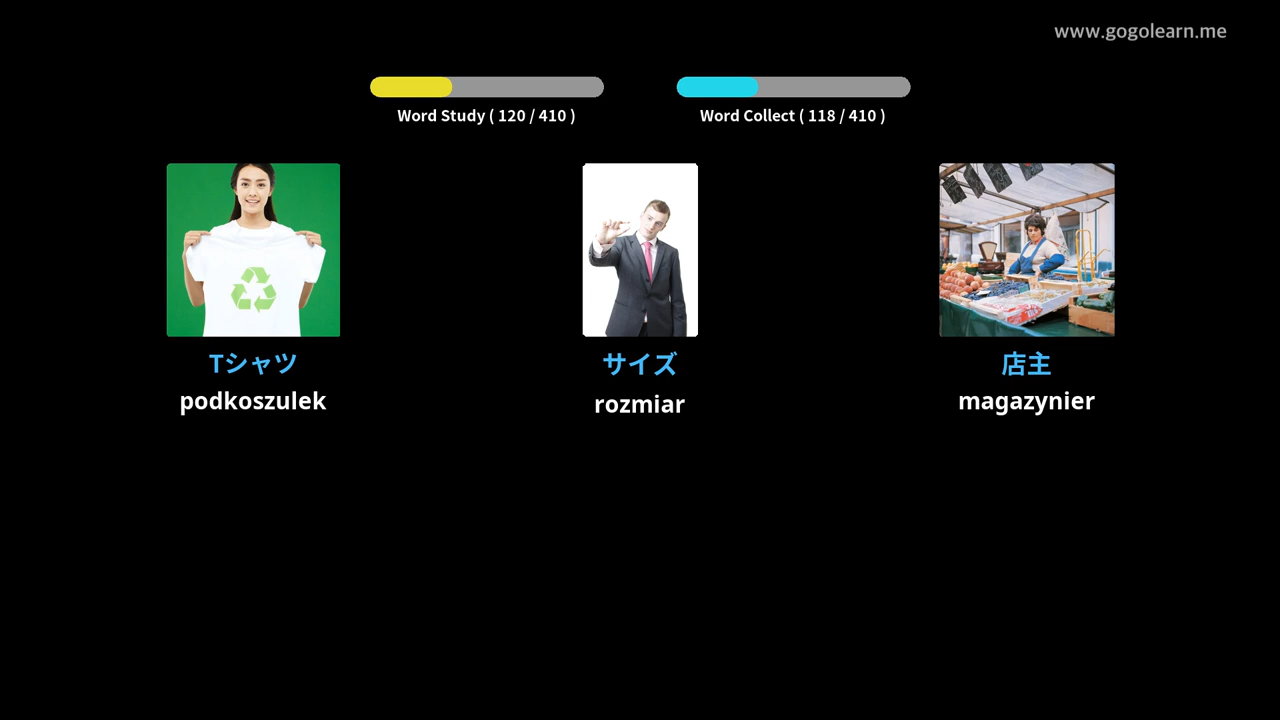 www.gogolearn.me
Word Study ( 120 / 410 )
Word Collect ( 118 / 410 )
Tシャツ
podkoszulek
サイズ
rozmiar
店主
magazynier